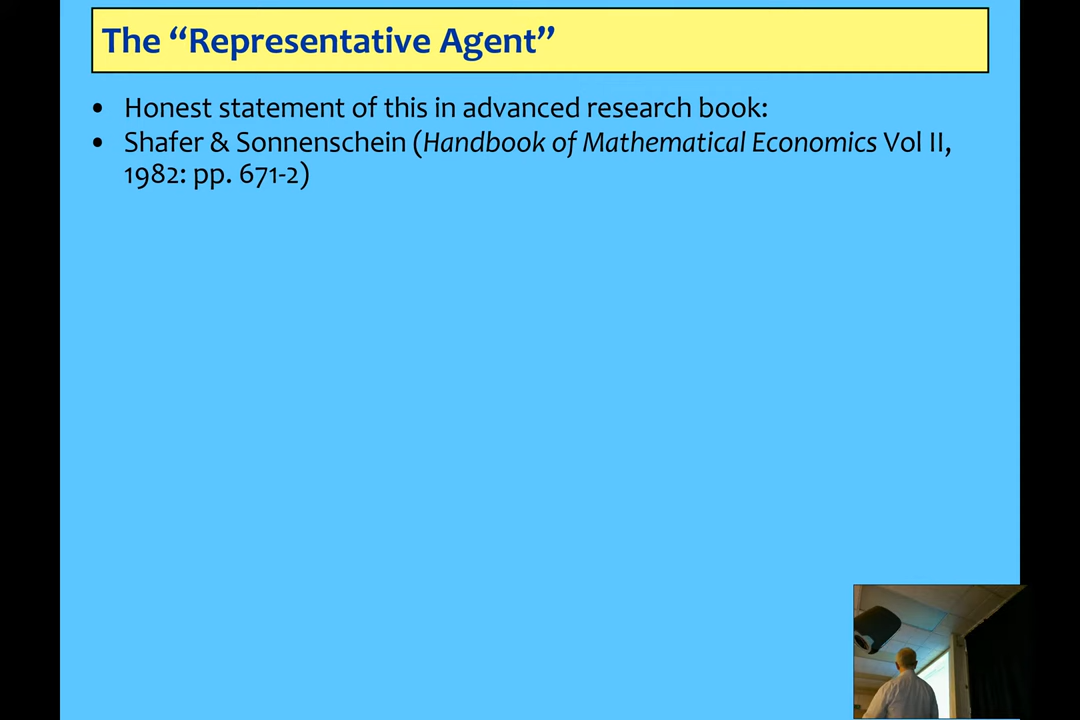 The “Representative Agent”
• Honest statement of this in advanced research book:
• Shafer & Sonnenschein (Handbook of Mathematical Economics Vol II,
1982: pp. 671-2)